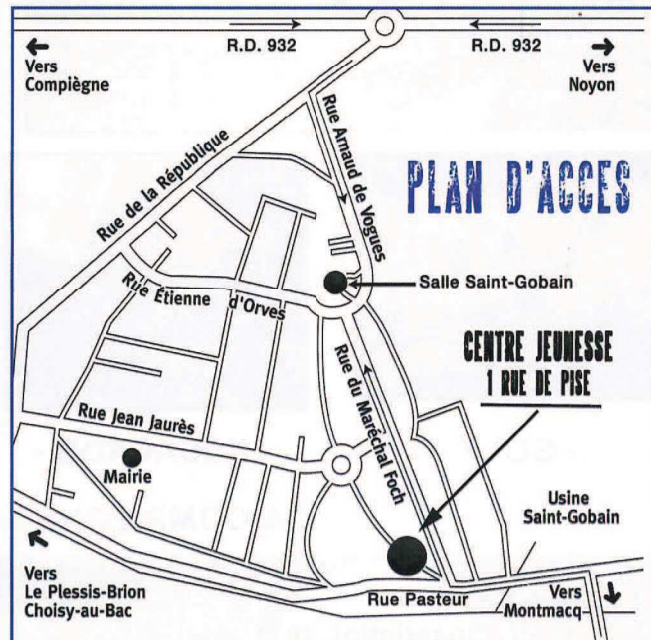 R.D. 932
R.D. 932
Vers
Compiègne
Vers
Noyon
Rue de la République
Rue Arnaud de Vogues
PLAN D'ACCES
Rue Étienne d'Orves
Salle Saint-Gobain
CENTRE JEUNESSE
1 RUE DE PISE
Rue du Maréchal Foch
Rue Jean Jaurès
Mairie
Usine
Saint-Gobain
Vers
Le Plessis-Brion
Choisy-au-Bac
Rue Pasteur
Vers
Montmacq